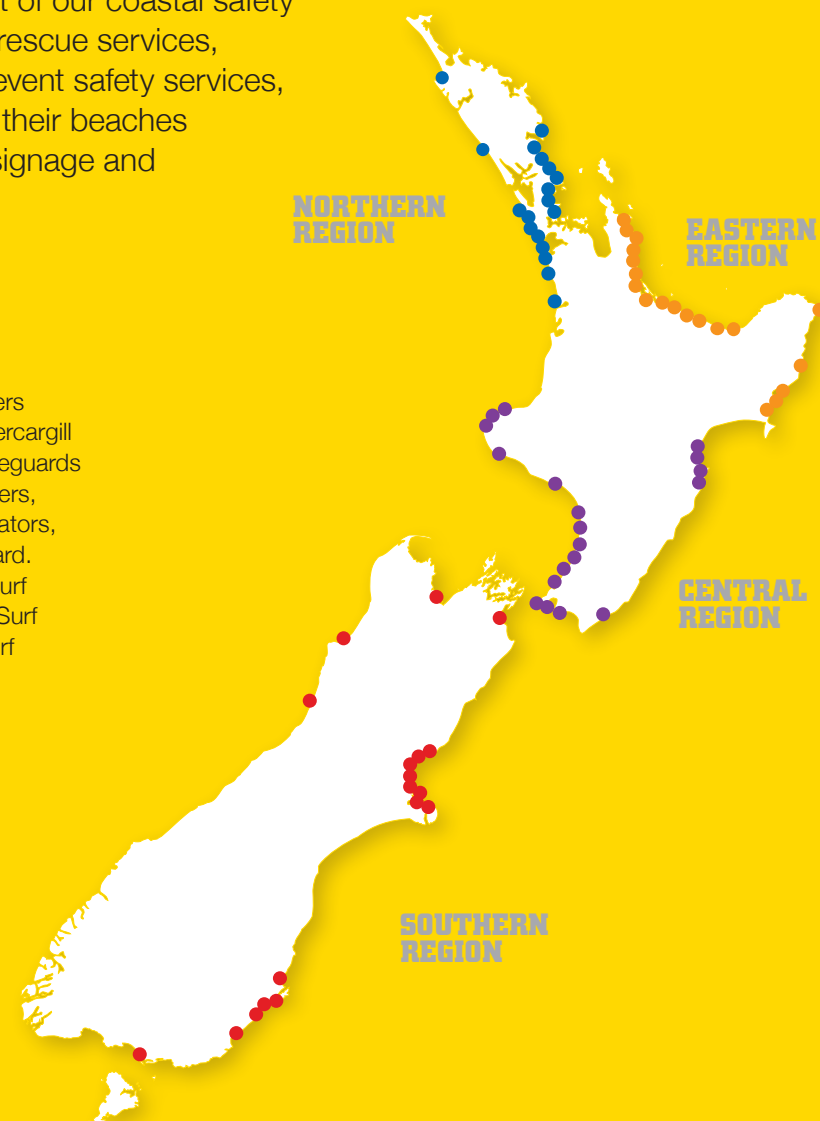 t of our coastal safety
rescue services,
event safety services,
their beaches
signage and
NORTHERN
REGION
EASTERN
REGION
ers
ercargill
eguards
ers,
ators,
ard.
urf
Surf
rf
CENTRAL
REGION
SOUTHERN
REGION